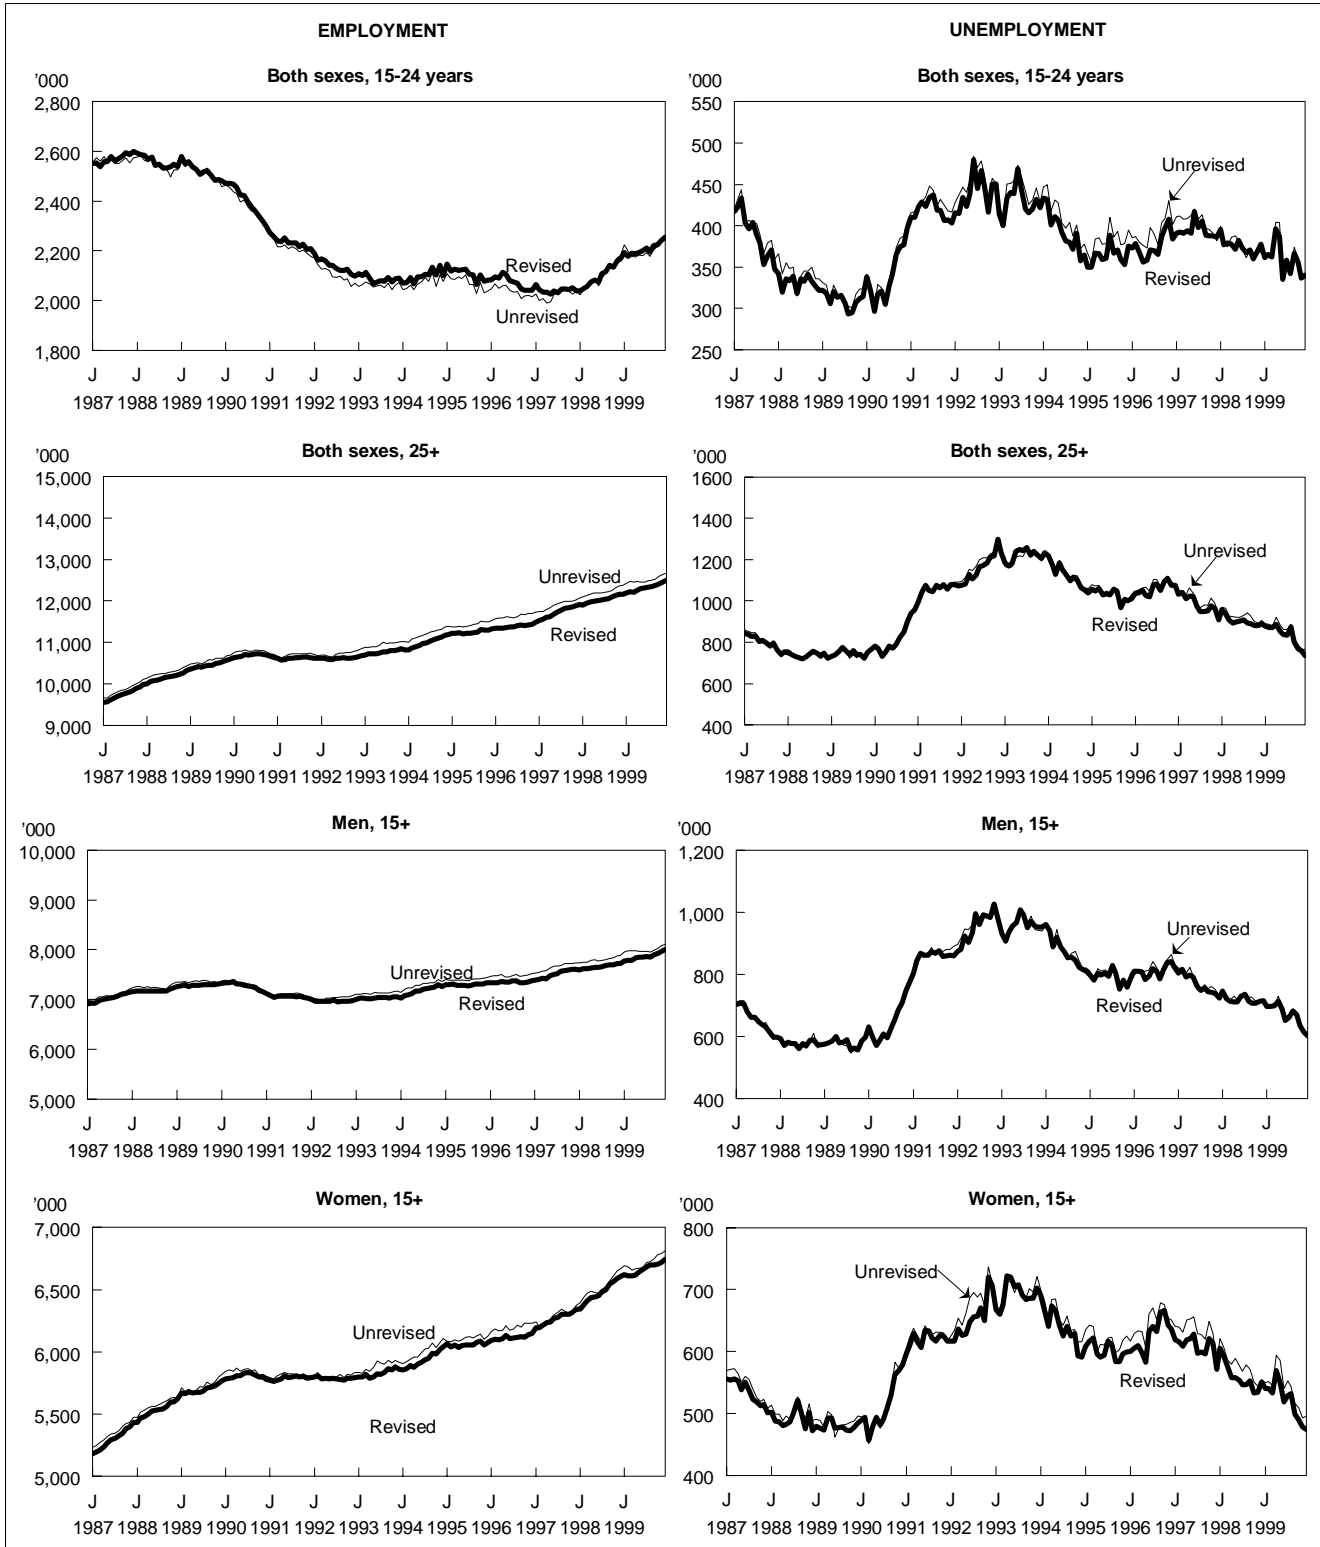 EMPLOYMENT
Both sexes, 15-24 years
'000
2,800
2,600
2,400
2,200
2,000
1,800
Revised
Unrevised
J J J J J J J J J J J J J
1987 1988 1989 1990 1991 1992 1993 1994 1995 1996 1997 1998 1999
Both sexes, 25+
'000
15,000
14,000
13,000
12,000
11,000
10,000
9,000
Unrevised
Revised
J J J J J J J J J J J J J
1987 1988 1989 1990 1991 1992 1993 1994 1995 1996 1997 1998 1999
Men, 15+
'000
10,000
9,000
8,000
7,000
6,000
5,000
Unrevised
Revised
J J J J J J J J J J J J J
1987 1988 1989 1990 1991 1992 1993 1994 1995 1996 1997 1998 1999
Women, 15+
'000
7,000
6,500
6,000
5,500
5,000
Unrevised
Revised
J J J J J J J J J J J J J
1987 1988 1989 1990 1991 1992 1993 1994 1995 1996 1997 1998 1999
UNEMPLOYMENT
Both sexes, 15-24 years
'000
550
500
450
400
350
300
250
Unrevised
Revised
J J J J J J J J J J J J J
1987 1988 1989 1990 1991 1992 1993 1994 1995 1996 1997 1998 1999
Both sexes, 25+
'000
1600
1400
1200
1000
800
600
400
Unrevised
Revised
J J J J J J J J J J J J J
1987 1988 1989 1990 1991 1992 1993 1994 1995 1996 1997 1998 1999
Men, 15+
'000
1,200
1,000
800
600
400
Unrevised
Revised
J J J J J J J J J J J J J
1987 1988 1989 1990 1991 1992 1993 1994 1995 1996 1997 1998 1999
Women, 15+
'000
800
700
600
500
400
Unrevised
Revised
J J J J J J J J J J J J J
1987 1988 1989 1990 1991 1992 1993 1994 1995 1996 1997 1998 1999